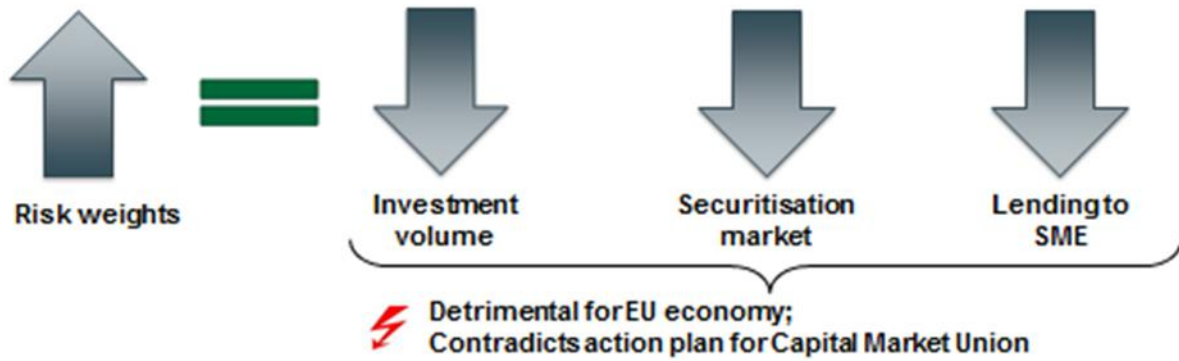 Risk weights
Investment
volume
Securitisation
market
Lending to
SME
Detrimental for EU economy;
Contradicts action plan for Capital Market Union